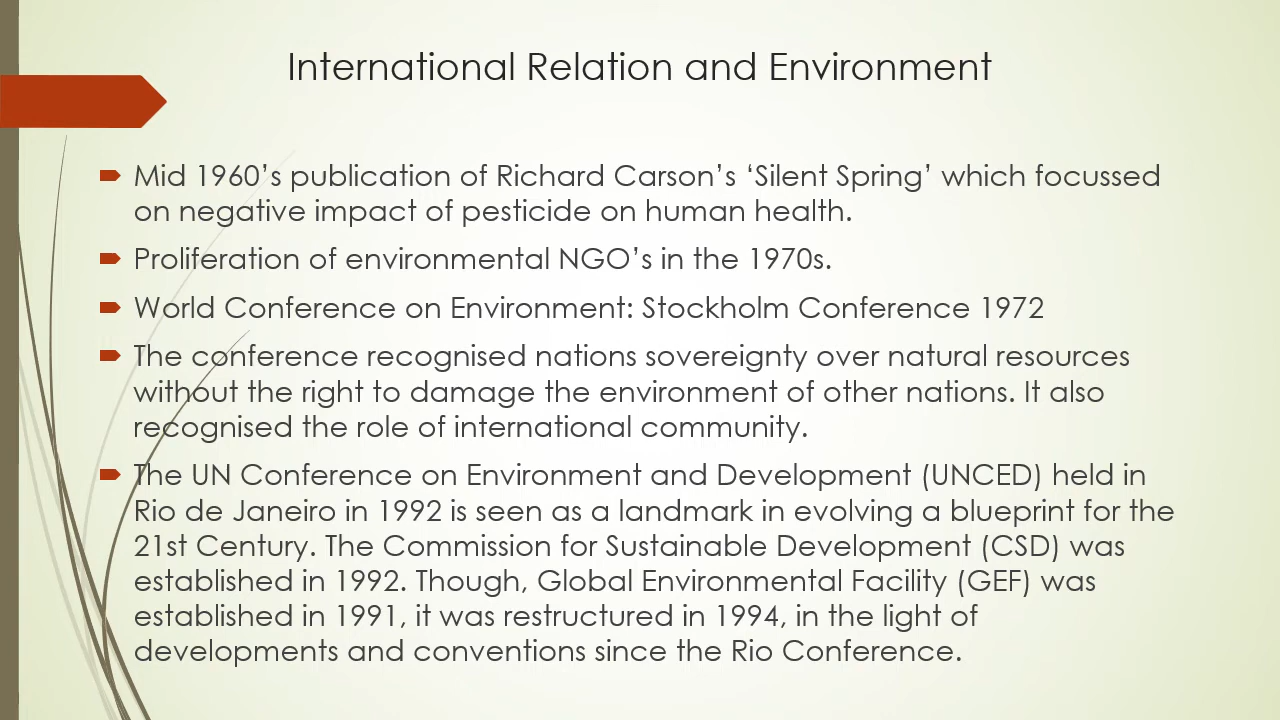 International Relation and Environment
Mid 1960’s publication of Richard Carson’s ‘Silent Spring’ which focussed
on negative impact of pesticide on human health.
Proliferation of environmental NGO’s in the 1970s.
World Conference on Environment: Stockholm Conference 1972
The conference recognised nations sovereignty over natural resources
without the right to damage the environment of other nations. It also
recognised the role of international community.
The UN Conference on Environment and Development (UNCED) held in
Rio de Janeiro in 1992 is seen as a landmark in evolving a blueprint for the
21st Century. The Commission for Sustainable Development (CSD) was
established in 1992. Though, Global Environmental Facility (GEF) was
established in 1991, it was restructured in 1994, in the light of
developments and conventions since the Rio Conference.